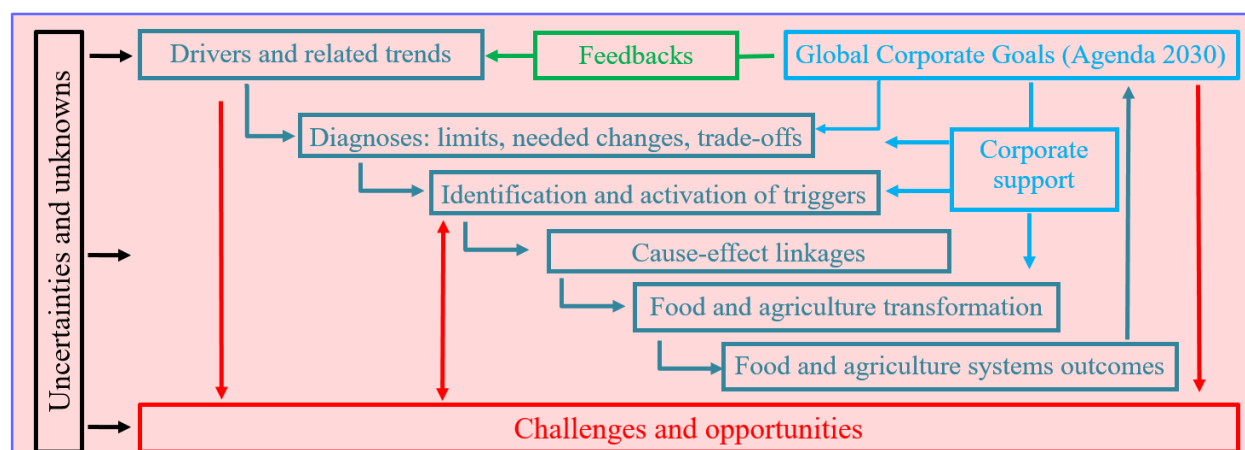 Uncertainties and unknowns
Drivers and related trends
Feedbacks
Global Corporate Goals (Agenda 2030)
Diagnoses: limits, needed changes, trade-offs
Corporate
support
Identification and activation of triggers
Cause-effect linkages
Food and agriculture transformation
Food and agriculture systems outcomes
Challenges and opportunities